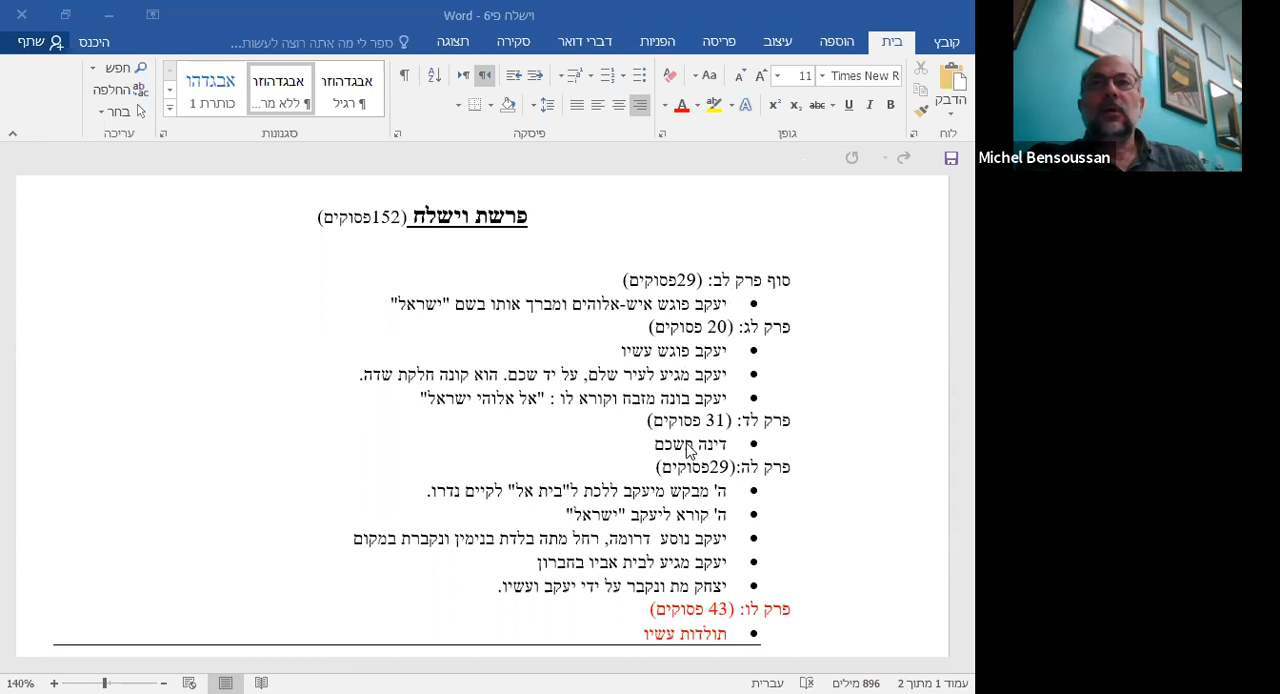 וישלח פי6 - Word
קובץ בית הוספה עיצוב פריסה הפניות דברי דואר סקירה תצוגה ספר לי מה אתה רוצה לעשות... היכנס שתף
הדבק Times New R 11 Aa אבגדהוזו אבגדהוזו אבגדהו חפש
B I U abc x₂ x² A ¶ רגיל ¶ ללא מר... כותרת 1 החלפה
בחר
לוח גופן פיסקה סגנונות עריכה
Michel Bensoussan
פרשת וישלח (152פסוקים)
סוף פרק לב: (29פסוקים)
• יעקב פוגש איש-אלוהים ומברך אותו בשם "ישראל"
פרק לג: (20 פסוקים)
• יעקב פוגש עשיו
• יעקב מגיע לעיר שלם, על יד שכם. הוא קונה חלקת שדה.
• יעקב בונה מזבח וקורא לו : "אל אלוהי ישראל"
פרק לד: (31 פסוקים)
• דינה ושכם
פרק לה:(29פסוקים)
• ה' מבקש מיעקב ללכת ל"בית אל" לקיים נדרו.
• ה' קורא ליעקב "ישראל"
• יעקב נוסע דרומה, רחל מתה בלדת בנימין ונקברת במקום
• יעקב מגיע לבית אביו בחברון
• יצחק מת ונקבר על ידי יעקב ועשיו.
פרק לו: (43 פסוקים)
• תולדות עשיו
עמוד 1 מתוך 2 896 מילים עברית 140%